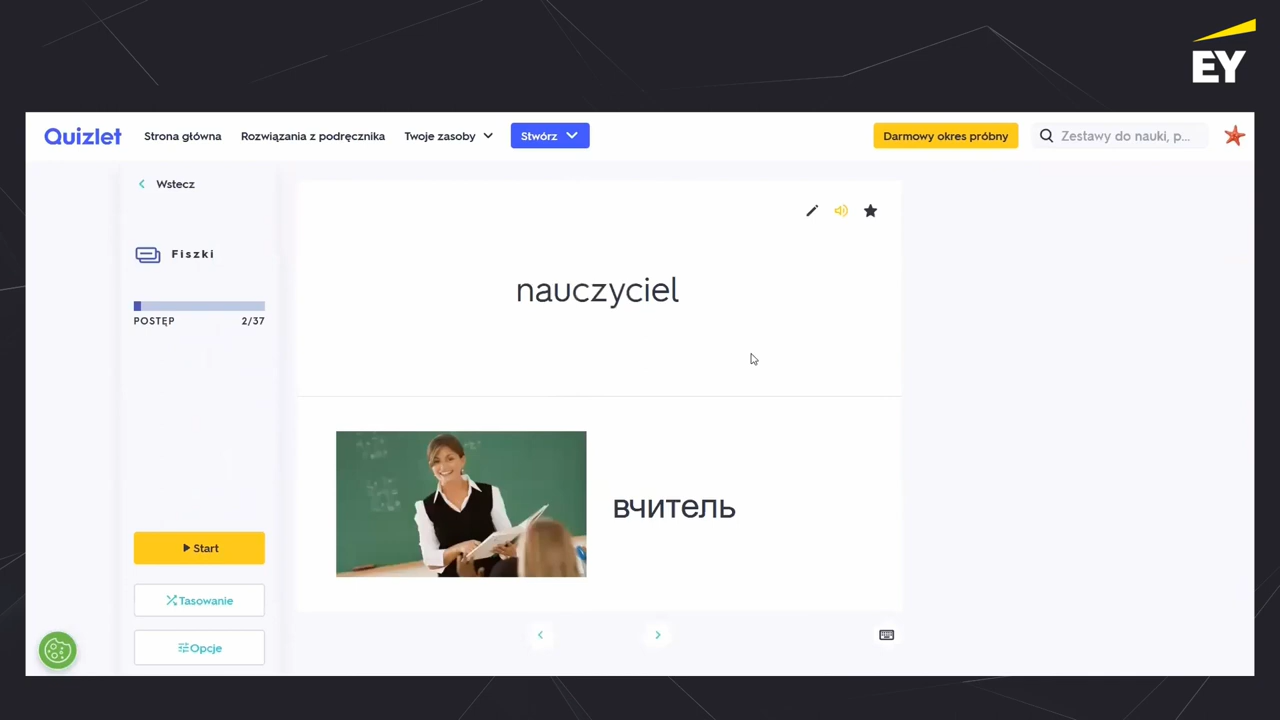 EY
Quizlet Strona główna Rozwiązania z podręcznika Twoje zasoby Stwórz Darmowy okres próbny Zestawy do nauki, p...
Wstecz
Fiszki
POSTĘP 2/37
nauczyciel
вчитель
Start
Tasowanie
Opcje